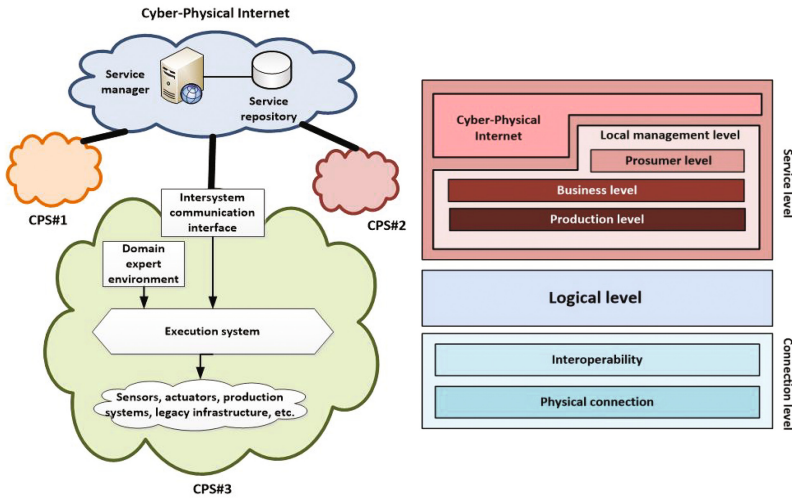 Cyber-Physical Internet
Service
manager
Service
repository
CPS#1
CPS#2
Intersystem
communication
interface
Domain
expert
environment
Execution system
Sensors, actuators, production
systems, legacy infrastructure, etc.
CPS#3
Cyber-Physical
Internet
Local management level
Prosumer level
Business level
Production level
Service level
Logical level
Interoperability
Physical connection
Connection level